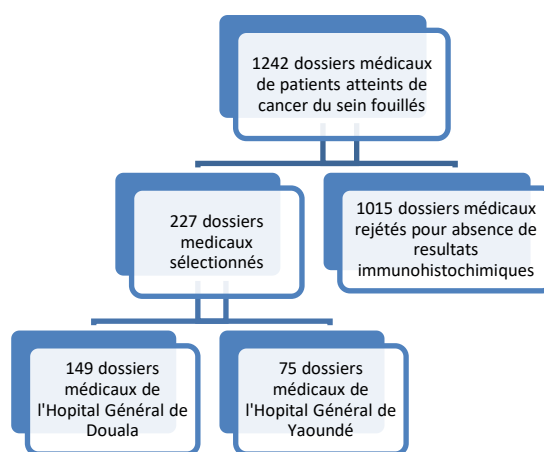 1242 dossiers médicaux
de patients atteints de
cancer du sein fouillés
227 dossiers
medicaux
sélectionnés
1015 dossiers médicaux
rejétés pour absence de
resultats
immunohistochimiques
149 dossiers
médicaux de
l'Hopital Général de
Douala
75 dossiers
médicaux de
l'Hopital Général de
Yaoundé